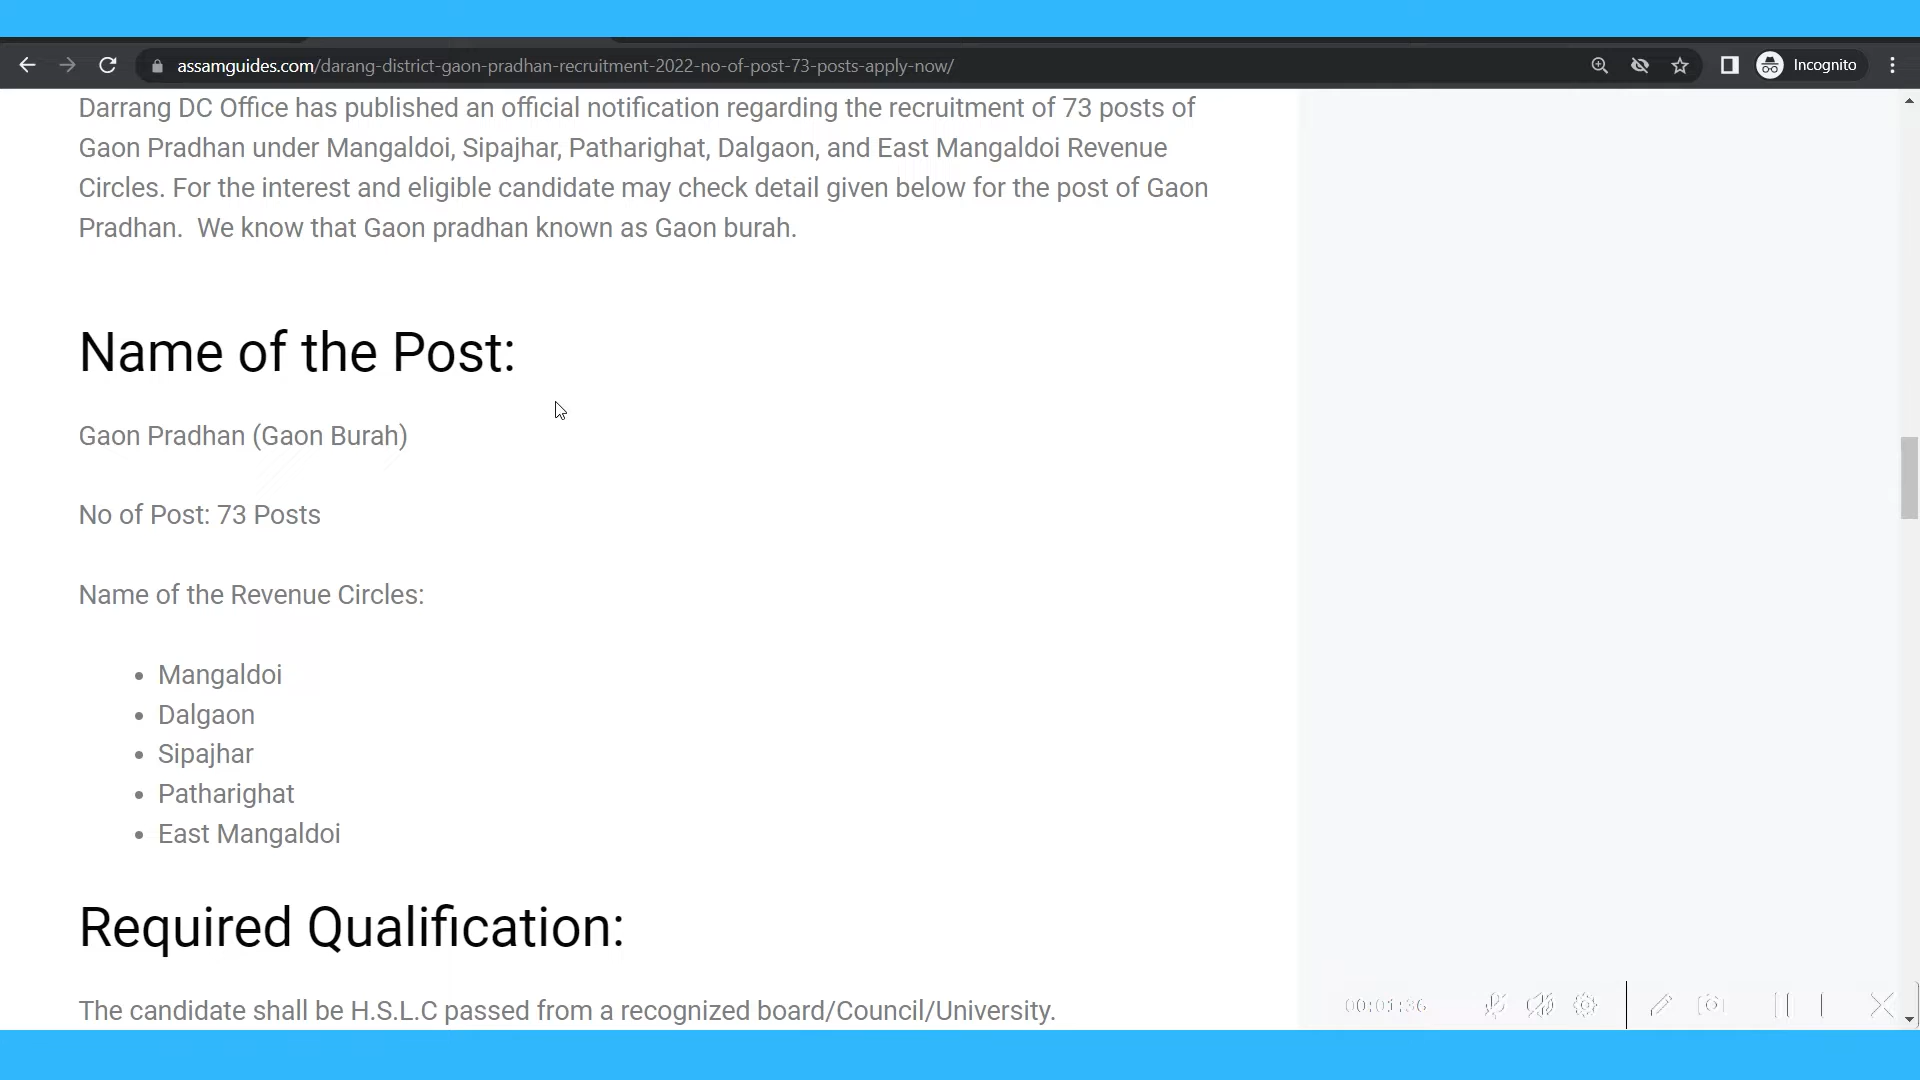 assamguides.com/darang-district-gaon-pradhan-recruitment-2022-no-of-post-73-posts-apply-now/
Incognito
Darrang DC Office has published an official notification regarding the recruitment of 73 posts of
Gaon Pradhan under Mangaldoi, Sipajhar, Patharighat, Dalgaon, and East Mangaldoi Revenue
Circles. For the interest and eligible candidate may check detail given below for the post of Gaon
Pradhan.  We know that Gaon pradhan known as Gaon burah.
Name of the Post:
Gaon Pradhan (Gaon Burah)
No of Post: 73 Posts
Name of the Revenue Circles:
• Mangaldoi
• Dalgaon
• Sipajhar
• Patharighat
• East Mangaldoi
Required Qualification:
The candidate shall be H.S.L.C passed from a recognized board/Council/University.
00:01:36